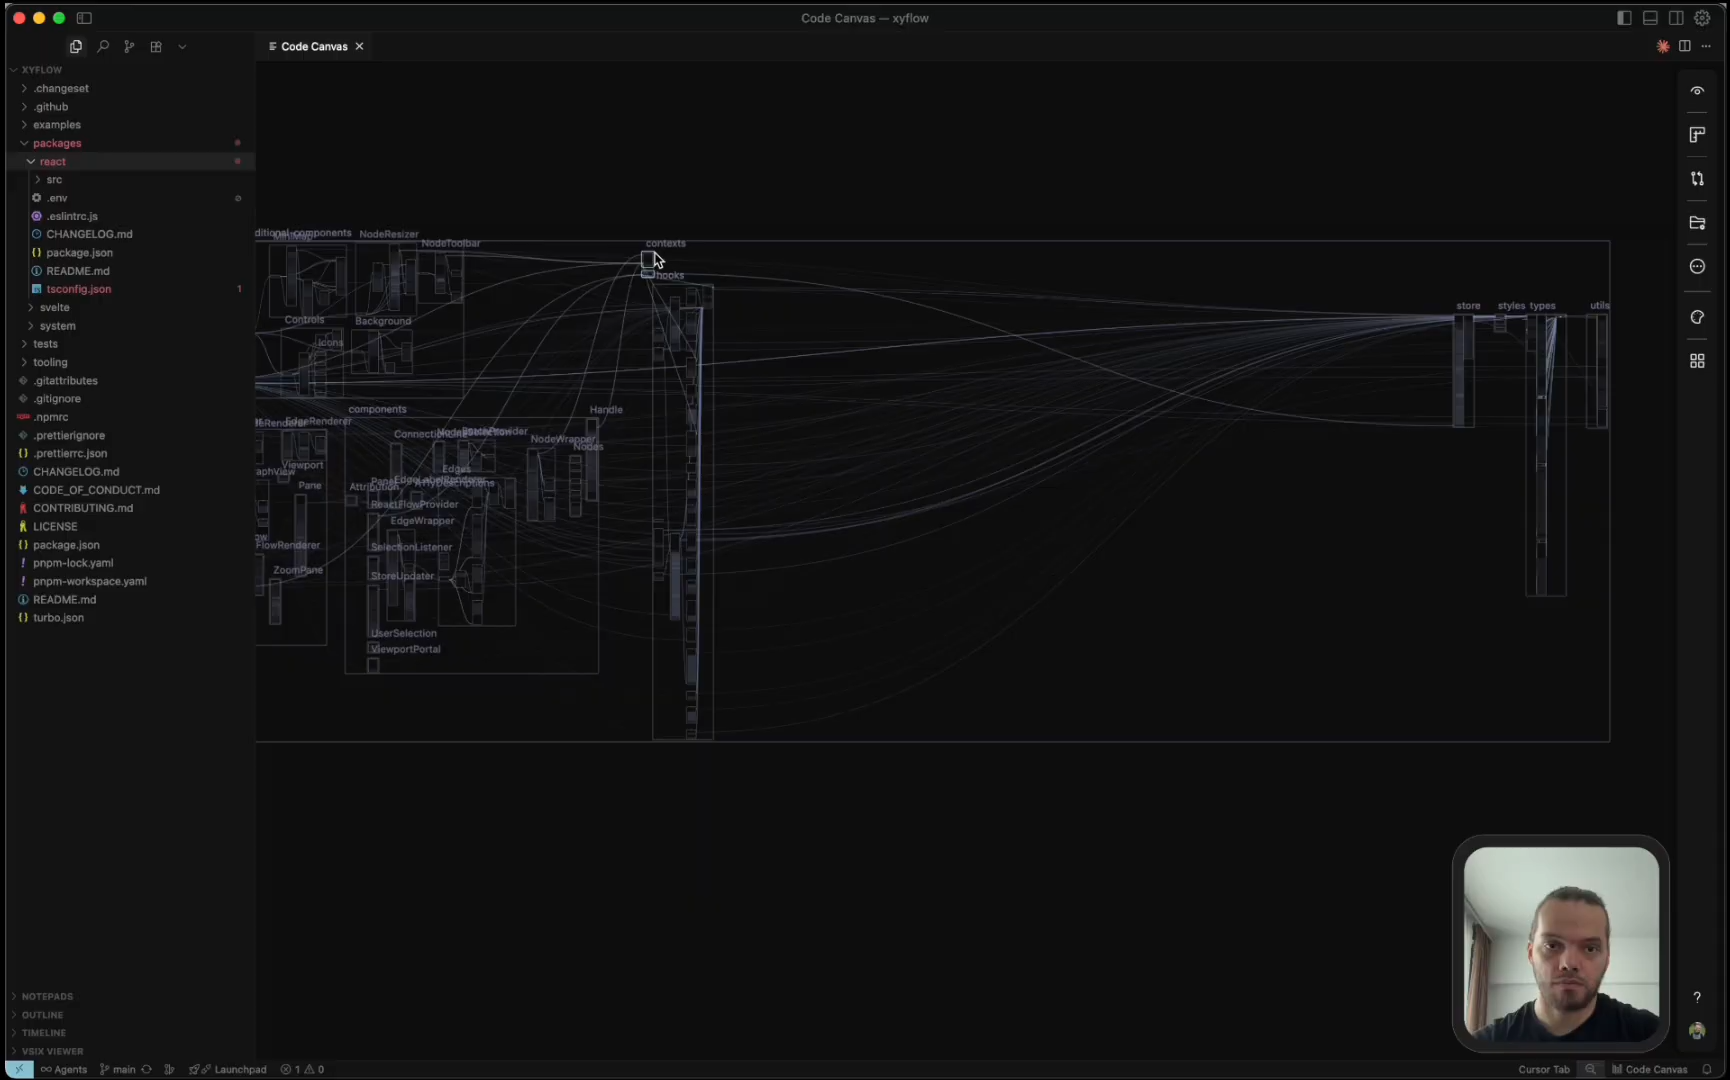 Code Canvas — xyflow
Code Canvas
XYFLOW
.changeset
.github
examples
packages
react
src
.env
.eslintrc.js
CHANGELOG.md
package.json
README.md
tsconfig.json 1
svelte
system
tests
tooling
.gitattributes
.gitignore
.npmrc
.prettierignore
.prettierrc.json
CHANGELOG.md
CODE_OF_CONDUCT.md
CONTRIBUTING.md
LICENSE
package.json
pnpm-lock.yaml
pnpm-workspace.yaml
README.md
turbo.json
NOTEPADS
OUTLINE
TIMELINE
VSIX VIEWER
ditional-components
NodeResizer
NodeToolbar
contexts
hooks
Controls
Background
Icons
store
styles
types
utils
components
Handle
EdgeRenderer
NodeWrapper
Nodes
Viewport
Edges
Pane
Attribution
ReactFlowProvider
EdgeWrapper
FlowRenderer
SelectionListener
ZoomPane
StoreUpdater
UserSelection
ViewportPortal
?
Agents
main
Launchpad
1
0
Cursor Tab
Code Canvas